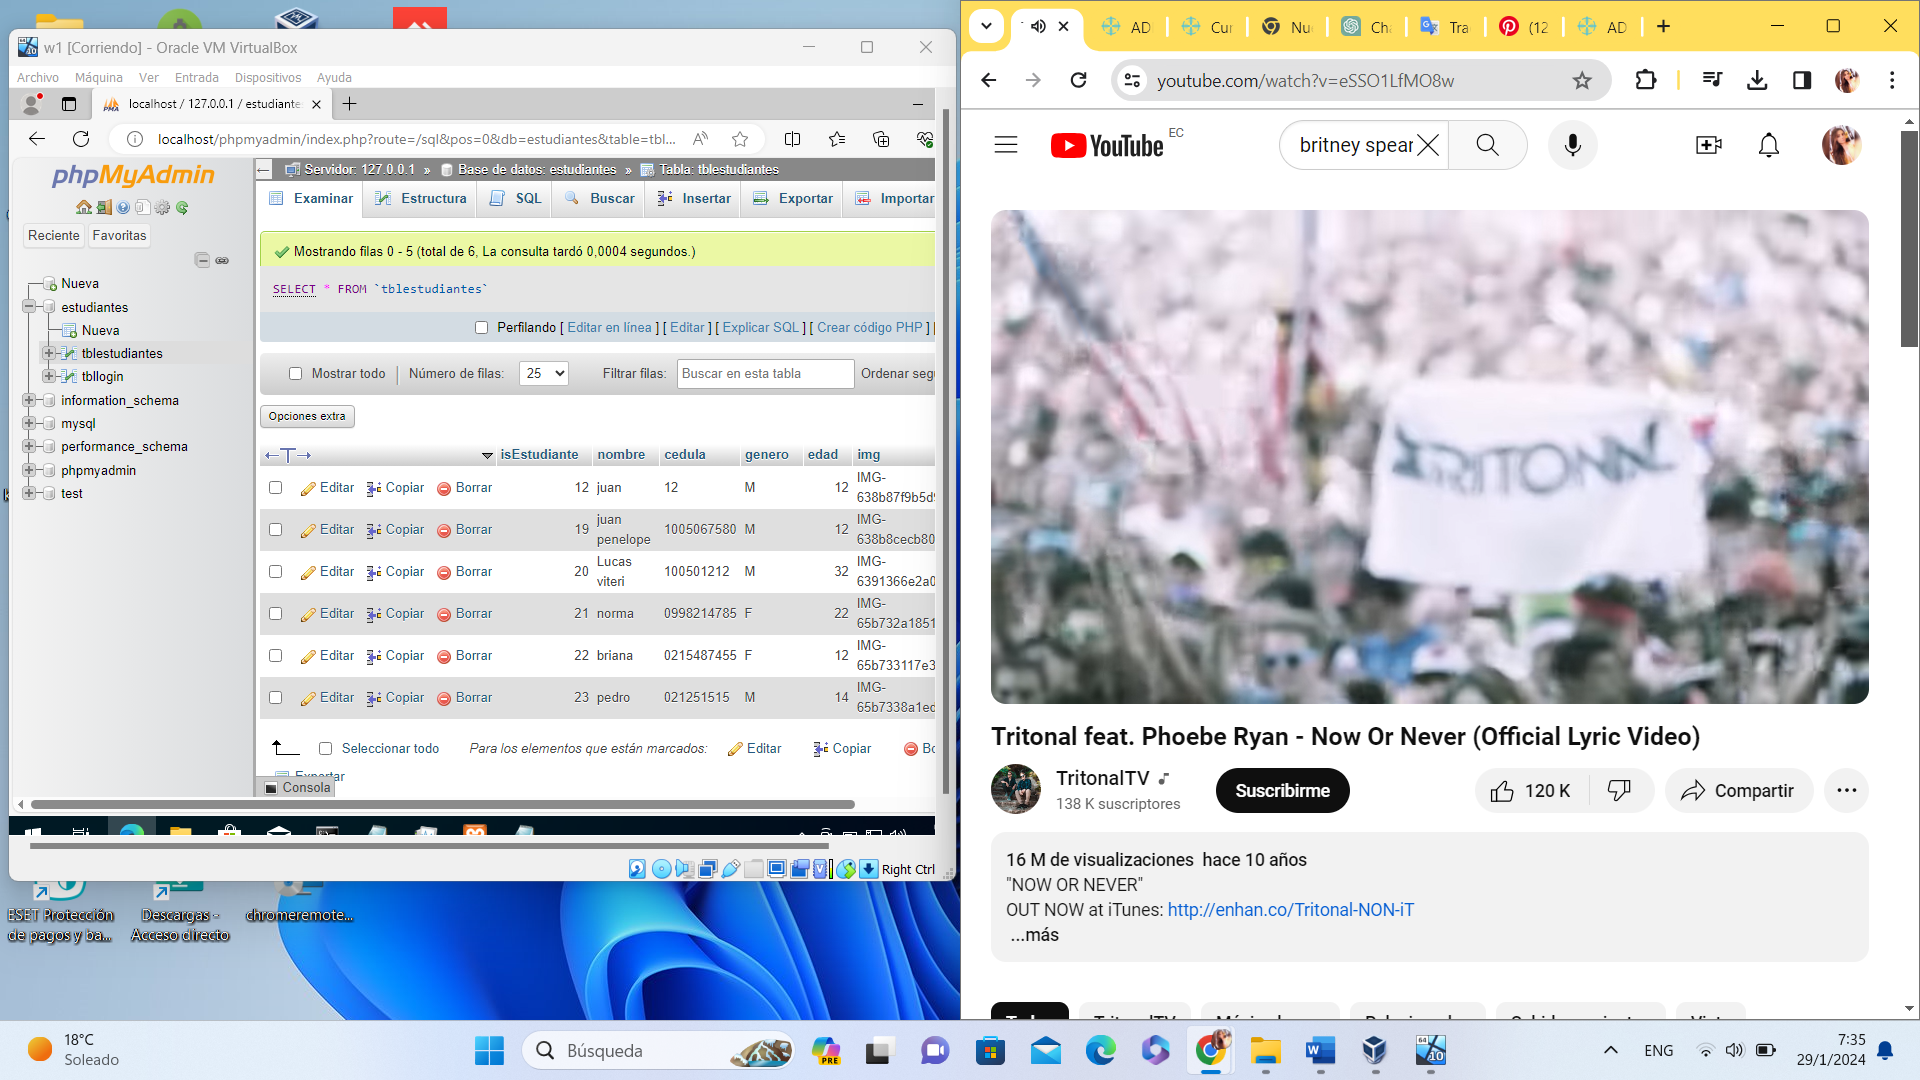 w1 [Corriendo] - Oracle VM VirtualBox
Archivo Máquina Ver Entrada Dispositivos Ayuda
localhost / 127.0.0.1 / estudiante
localhost/phpmyadmin/index.php?route=/sql&pos=0&db=estudiantes&table=tbl...
phpMyAdmin
Reciente Favoritas
Nueva
estudiantes
Nueva
tblestudiantes
tbllogin
information_schema
mysql
performance_schema
phpmyadmin
test
Servidor: 127.0.0.1 » Base de datos: estudiantes » Tabla: tblestudiantes
Examinar Estructura SQL Buscar Insertar Exportar Importar
Mostrando filas 0 - 5 (total de 6, La consulta tardó 0,0004 segundos.)
SELECT * FROM `tblestudiantes`
Perfilando [ Editar en línea ] [ Editar ] [ Explicar SQL ] [ Crear código PHP ] [
Mostrar todo Número de filas: 25 Filtrar filas: Buscar en esta tabla Ordenar seg
Opciones extra
←T→ isEstudiante nombre cedula genero edad img
Editar Copiar Borrar 12 juan 12 M 12 IMG-
638b87f9b5d
Editar Copiar Borrar 19 juan penelope 1005067580 M 12 IMG-
638b8cecb80
Editar Copiar Borrar 20 Lucas viteri 100501212 M 32 IMG-
6391366e2a0
Editar Copiar Borrar 21 norma 0998214785 F 22 IMG-
65b732a1851
Editar Copiar Borrar 22 briana 0215487455 F 12 IMG-
65b733117e3
Editar Copiar Borrar 23 pedro 021251515 M 14 IMG-
65b7338a1ed
Seleccionar todo Para los elementos que están marcados: Editar Copiar Bo
Exportar
Consola
Right Ctrl
ESET Protección
de pagos y ba...
Descargas -
Acceso directo
chromeremote...
AD Cur Nu Cha Tra (12 AD
youtube.com/watch?v=eSSO1LfMO8w
YouTube EC
britney spear
TRITONAL
Tritonal feat. Phoebe Ryan - Now Or Never (Official Lyric Video)
TritonalTV
138 K suscriptores
Suscribirme
120 K
Compartir
16 M de visualizaciones hace 10 años
"NOW OR NEVER"
OUT NOW at iTunes: http://enhan.co/Tritonal-NON-iT
...más
18°C
Soleado
Búsqueda
PRE
ENG
7:35
29/1/2024